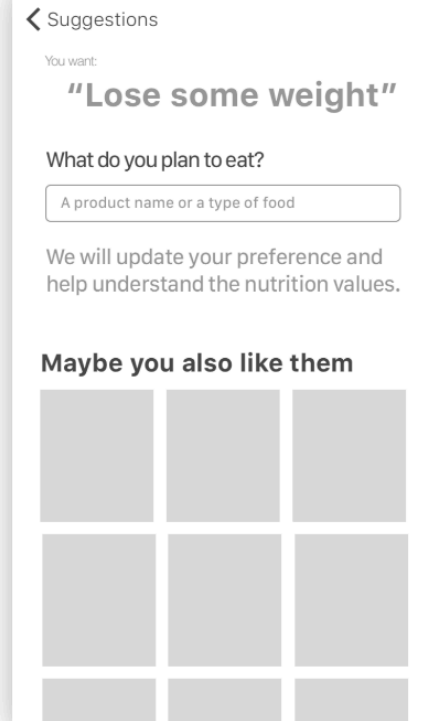 Suggestions
You want:
“Lose some weight”
What do you plan to eat?
A product name or a type of food
We will update your preference and
help understand the nutrition values.
Maybe you also like them